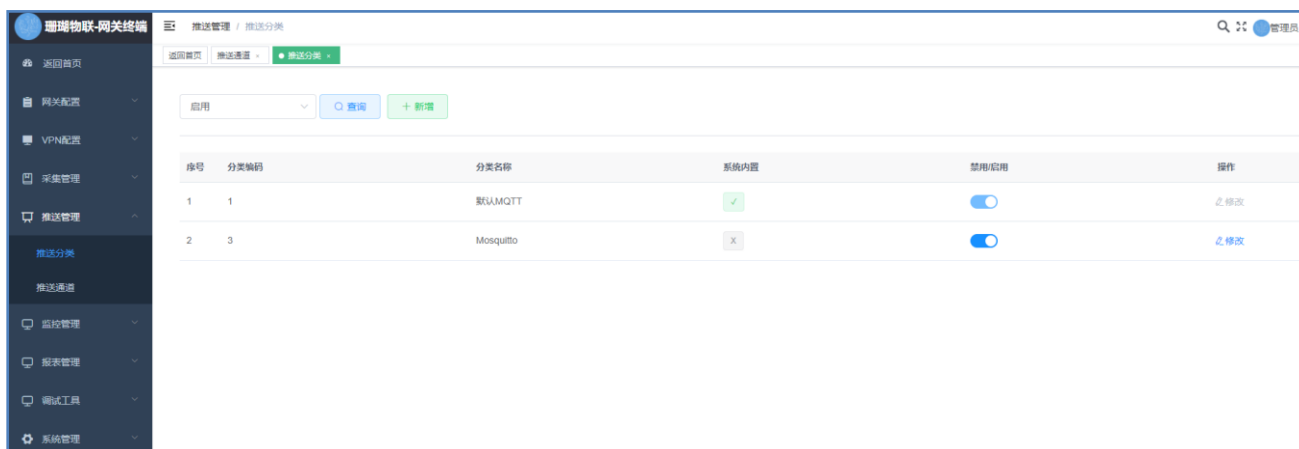 珊瑚物联-网关终端
推送管理 / 推送分类
管理员
返回首页
推送通道 ×
推送分类 ×
返回首页
网关配置
VPN配置
采集管理
推送管理
推送分类
推送通道
监控管理
报表管理
调试工具
系统管理
启用
查询
+ 新增
序号 分类编码 分类名称 系统内置 禁用/启用 操作
1 1 默认MQTT ✓ 修改
2 3 Mosquitto X 修改